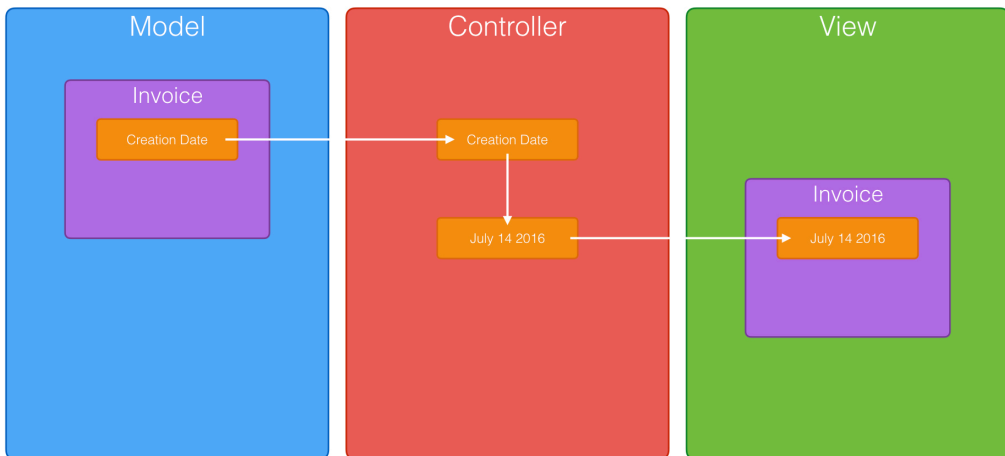 Model
Controller
View
Invoice
Creation Date
Creation Date
Invoice
July 14 2016
July 14 2016